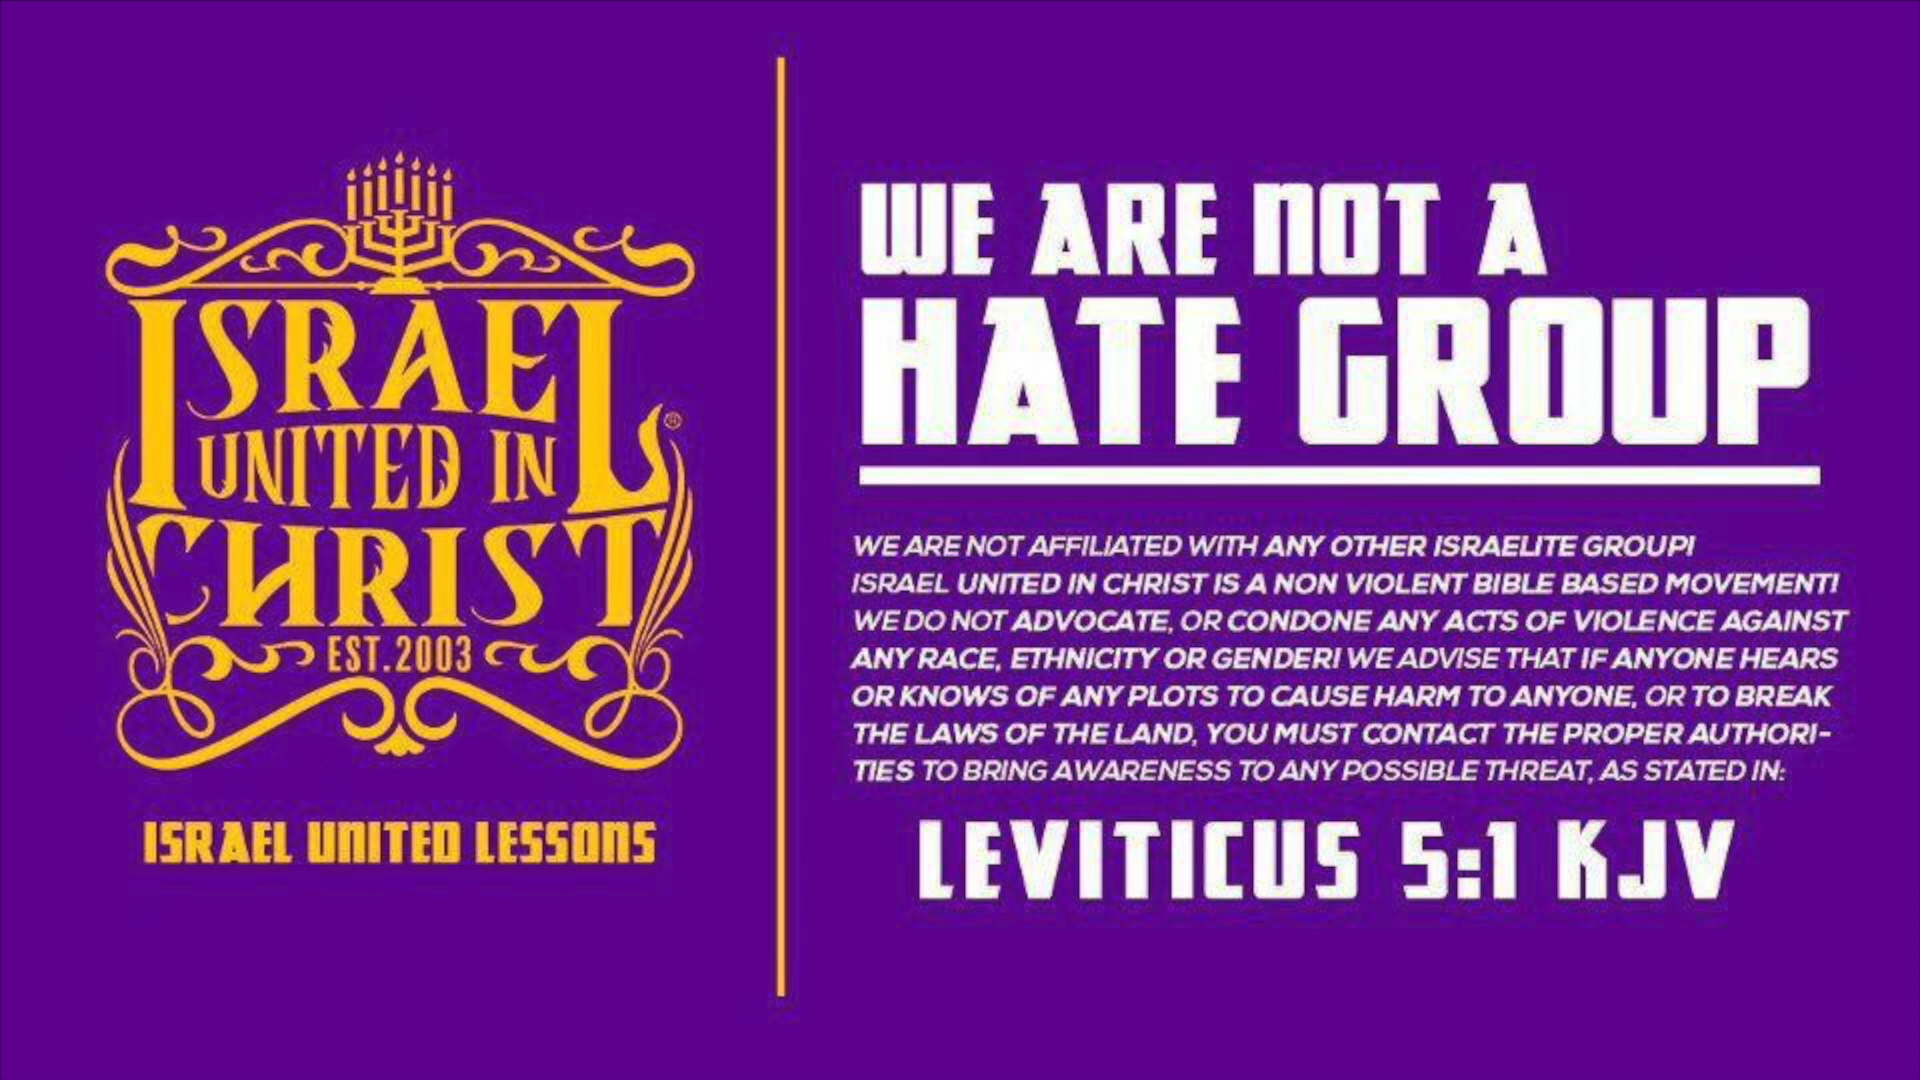 ISRAEL
UNITED IN
CHRIST
®
EST.2003
ISRAEL UNITED LESSONS
WE ARE NOT A
HATE GROUP
WE ARE NOT AFFILIATED WITH ANY OTHER ISRAELITE GROUP!
ISRAEL UNITED IN CHRIST IS A NON VIOLENT BIBLE BASED MOVEMENT!
WE DO NOT ADVOCATE, OR CONDONE ANY ACTS OF VIOLENCE AGAINST
ANY RACE, ETHNICITY OR GENDER! WE ADVISE THAT IF ANYONE HEARS
OR KNOWS OF ANY PLOTS TO CAUSE HARM TO ANYONE, OR TO BREAK
THE LAWS OF THE LAND, YOU MUST CONTACT THE PROPER AUTHORI-
TIES TO BRING AWARENESS TO ANY POSSIBLE THREAT, AS STATED IN:
LEVITICUS 5:1 KJV